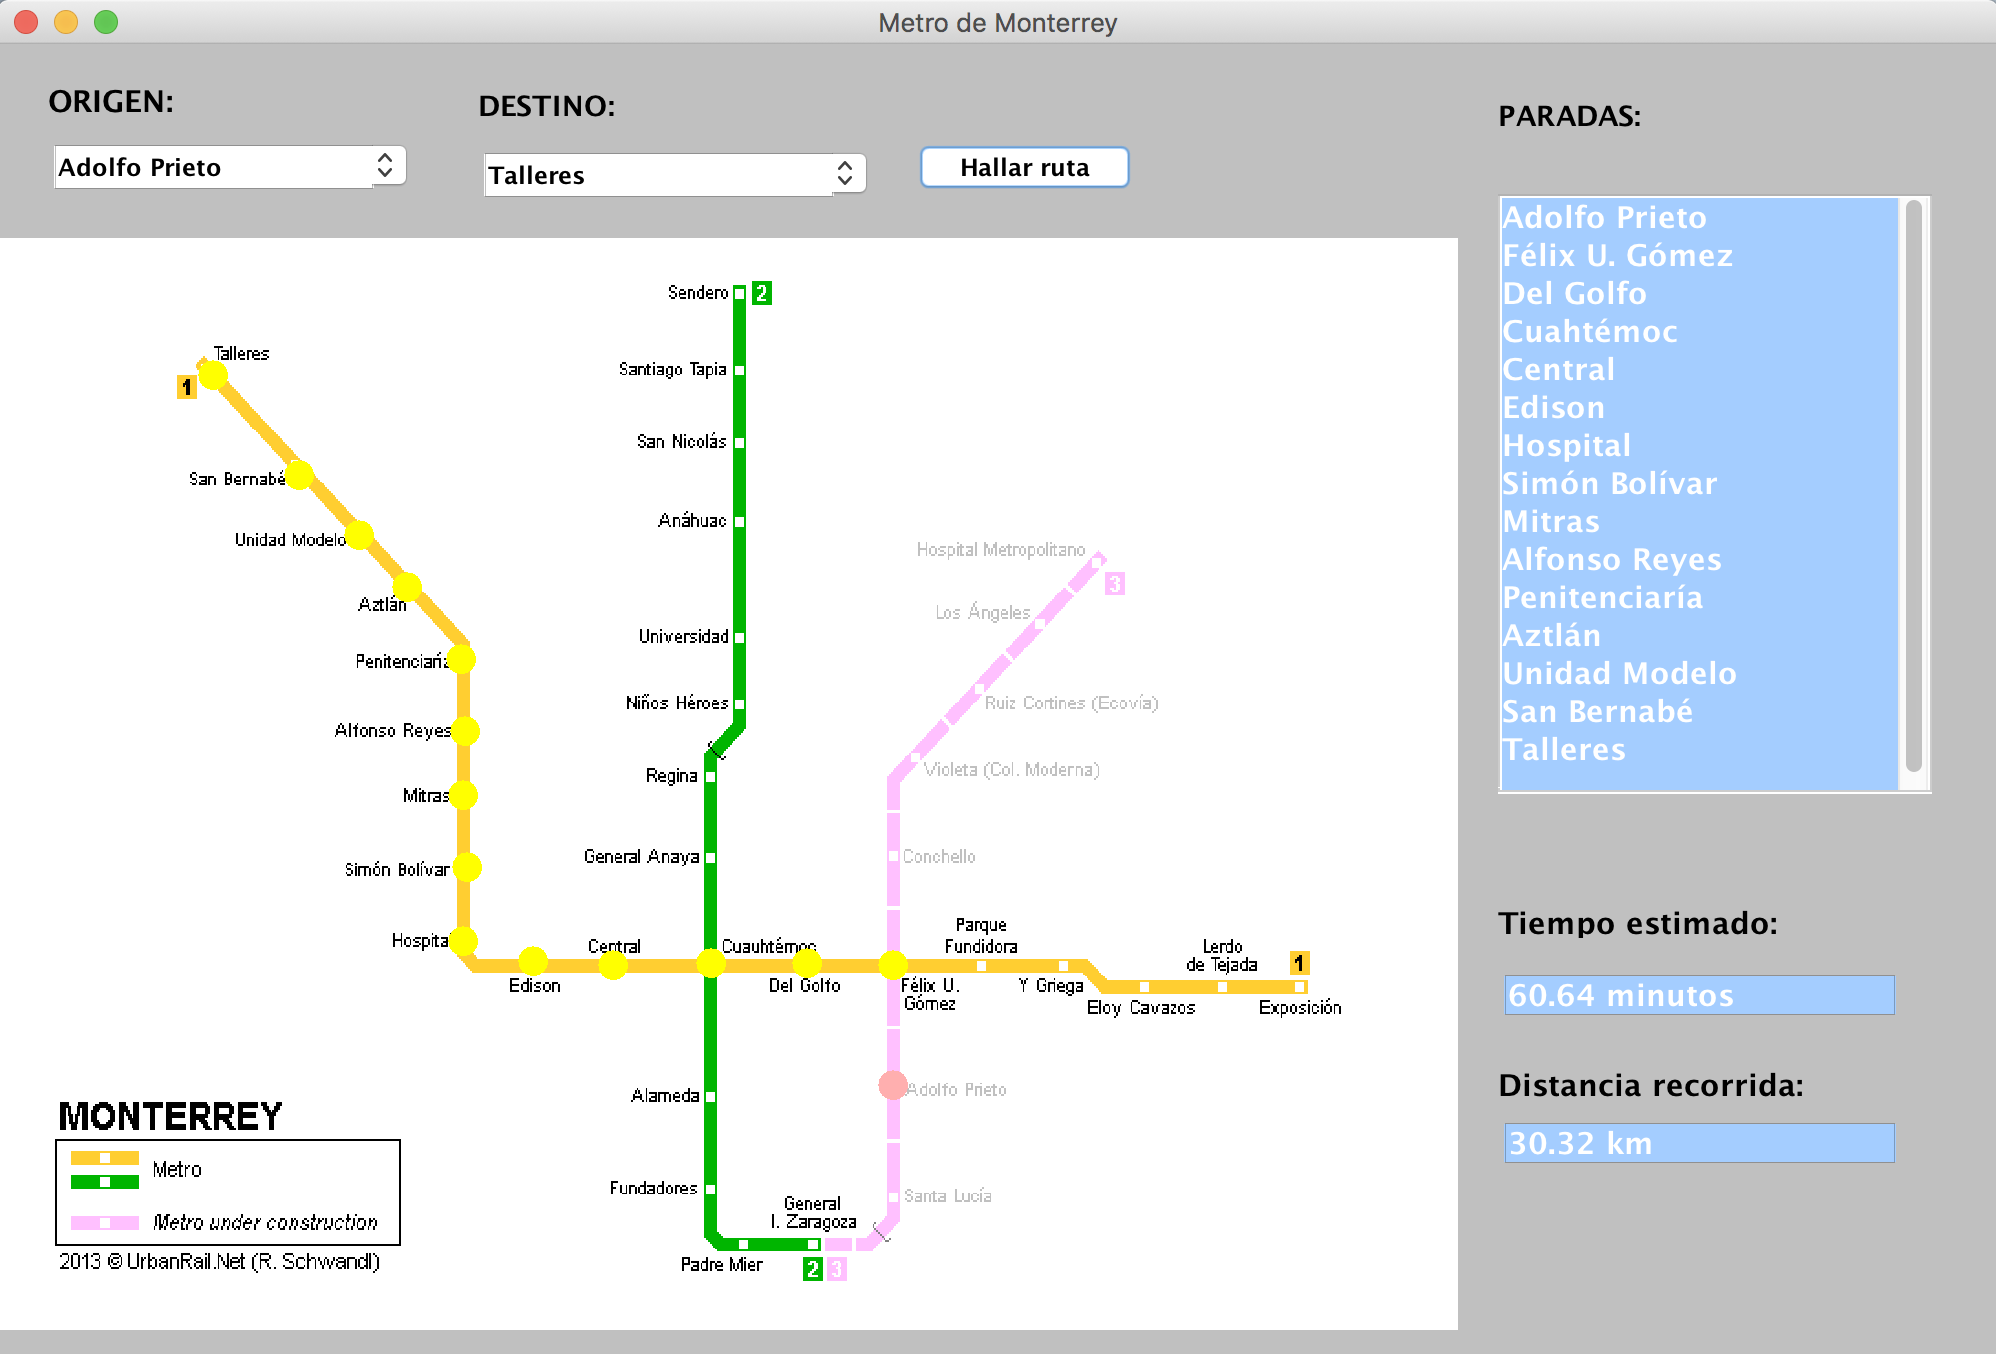 Metro de Monterrey
ORIGEN:
DESTINO:
Adolfo Prieto
Talleres
Hallar ruta
PARADAS:
Adolfo Prieto
Félix U. Gómez
Del Golfo
Cuahtémoc
Central
Edison
Hospital
Simón Bolívar
Mitras
Alfonso Reyes
Penitenciaría
Aztlán
Unidad Modelo
San Bernabé
Talleres
Tiempo estimado:
60.64 minutos
Distancia recorrida:
30.32 km
Sendero
2
Talleres
1
Santiago Tapia
San Nicolás
San Bernabé
Anáhuac
Unidad Modelo
Hospital Metropolitano
3
Aztlán
Los Ángeles
Universidad
Penitenciaría
Niños Héroes
Ruiz Cortines (Ecovía)
Alfonso Reyes
Regina
Violeta (Col. Moderna)
Mitras
General Anaya
Conchello
Simón Bolívar
Parque
Fundidora
Hospital
Central
Cuauhtémoc
Lerdo
de Tejada
1
Edison
Del Golfo
Félix U.
Gómez
Y Griega
Eloy Cavazos
Exposición
Alameda
Adolfo Prieto
Fundadores
General
I. Zaragoza
Santa Lucía
Padre Mier
2
3
MONTERREY
Metro
Metro under construction
2013 © UrbanRail.Net (R. Schwandl)